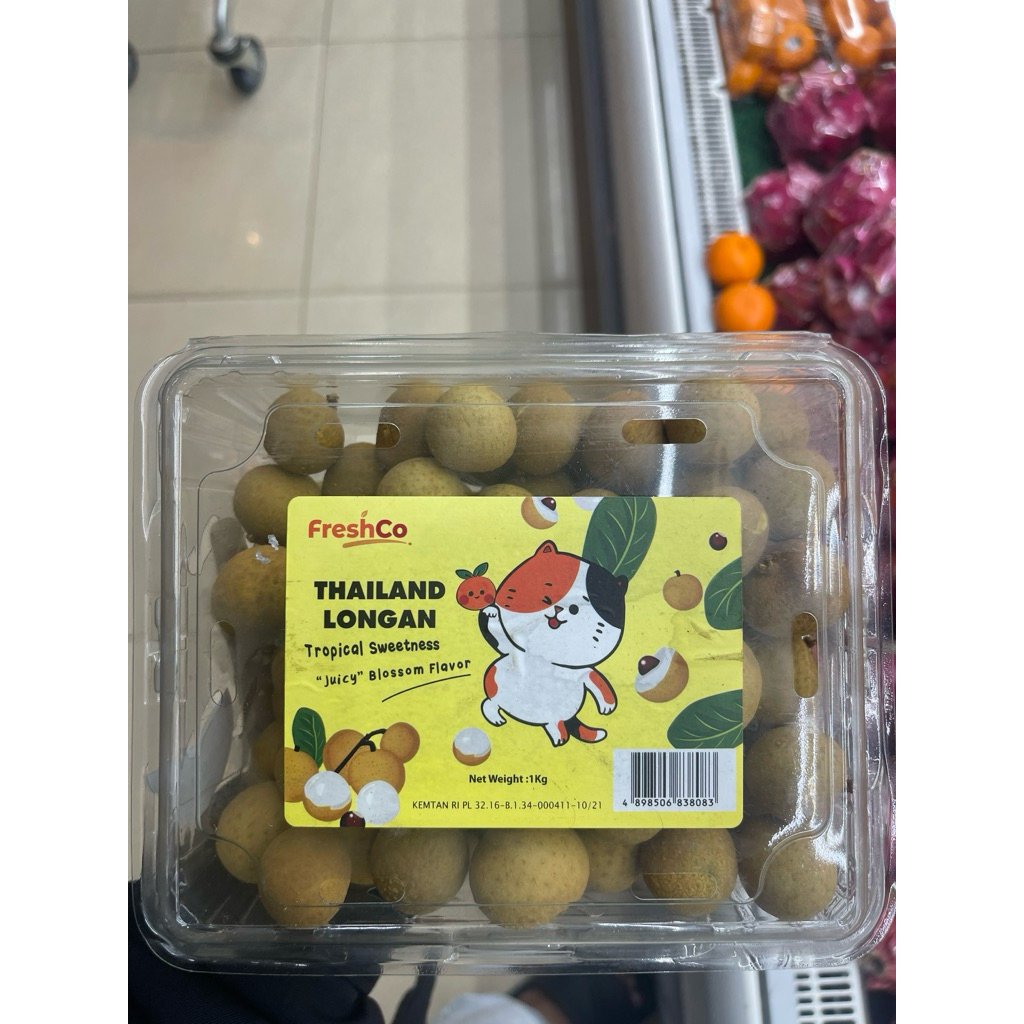 FreshCo
THAILAND
LONGAN
Tropical Sweetness
“Juicy” Blossom Flavor
Net Weight :1Kg
KEMTAN RI PL 32.16-B.1.34-000411-10/21
4 898506 838083